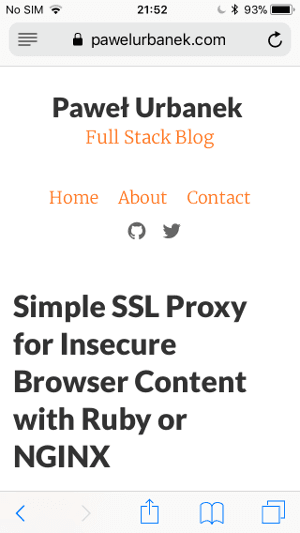 No SIM 21:52 93%
pawelurbanek.com
Paweł Urbanek
Full Stack Blog
Home About Contact
Simple SSL Proxy
for Insecure
Browser Content
with Ruby or
NGINX